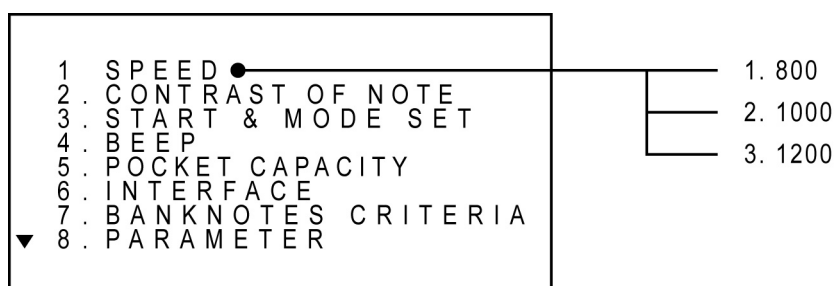 1 SPEED
2. CONTRAST OF NOTE
3. START & MODE SET
4. BEEP
5. POCKET CAPACITY
6. INTERFACE
7. BANKNOTES CRITERIA
▼ 8. PARAMETER
1. 800
2. 1000
3. 1200